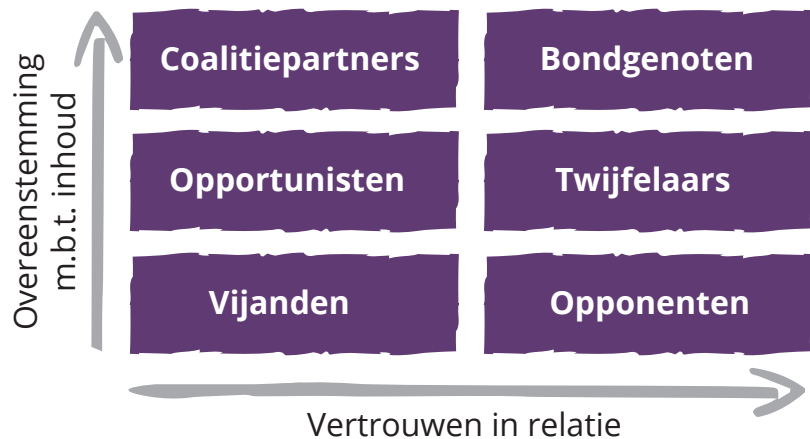 Overeenstemming
m.b.t. inhoud
Coalitiepartners
Bondgenoten
Opportunisten
Twijfelaars
Vijanden
Opponenten
Vertrouwen in relatie